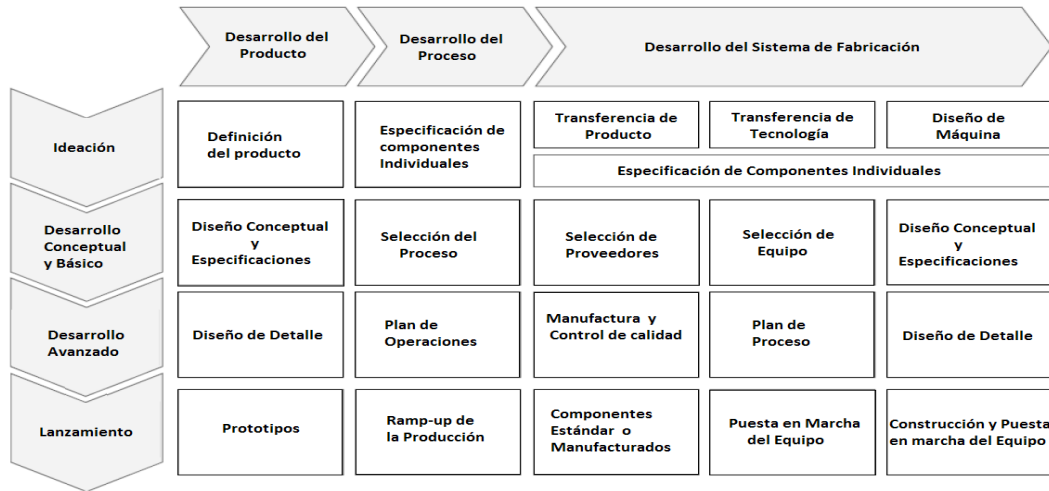 Desarrollo del
Producto
Desarrollo del
Proceso
Desarrollo del Sistema de Fabricación
Ideación
Definición
del producto
Especificación de
componentes
Individuales
Transferencia de
Producto
Transferencia de
Tecnología
Diseño de
Máquina
Especificación de Componentes Individuales
Desarrollo
Conceptual
y Básico
Diseño Conceptual
y
Especificaciones
Selección del
Proceso
Selección de
Proveedores
Selección de
Equipo
Diseño Conceptual
y
Especificaciones
Desarrollo
Avanzado
Diseño de Detalle
Plan de
Operaciones
Manufactura y
Control de calidad
Plan de
Proceso
Diseño de Detalle
Lanzamiento
Prototipos
Ramp-up de
la Producción
Componentes
Estándar o
Manufacturados
Puesta en Marcha
del Equipo
Construcción y Puesta
en marcha del Equipo